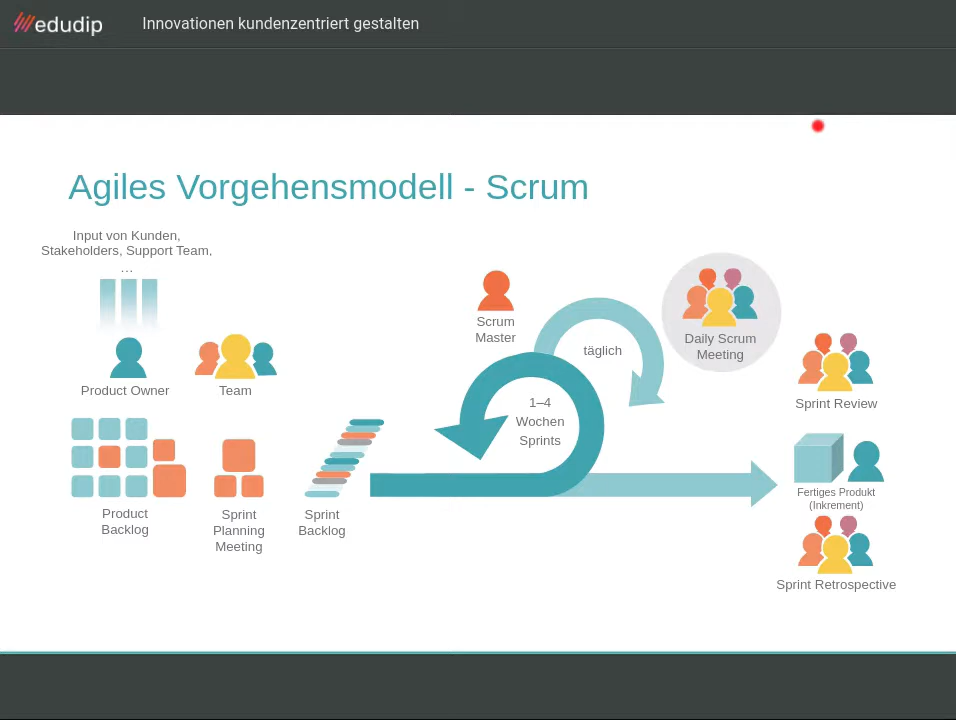 edudip
Innovationen kundenzentriert gestalten
Agiles Vorgehensmodell - Scrum
Input von Kunden,
Stakeholders, Support Team,
...
Product Owner
Team
Scrum
Master
täglich
Daily Scrum
Meeting
1–4
Wochen
Sprints
Sprint Review
Product
Backlog
Sprint
Planning
Meeting
Sprint
Backlog
Fertiges Produkt
(Inkrement)
Sprint Retrospective